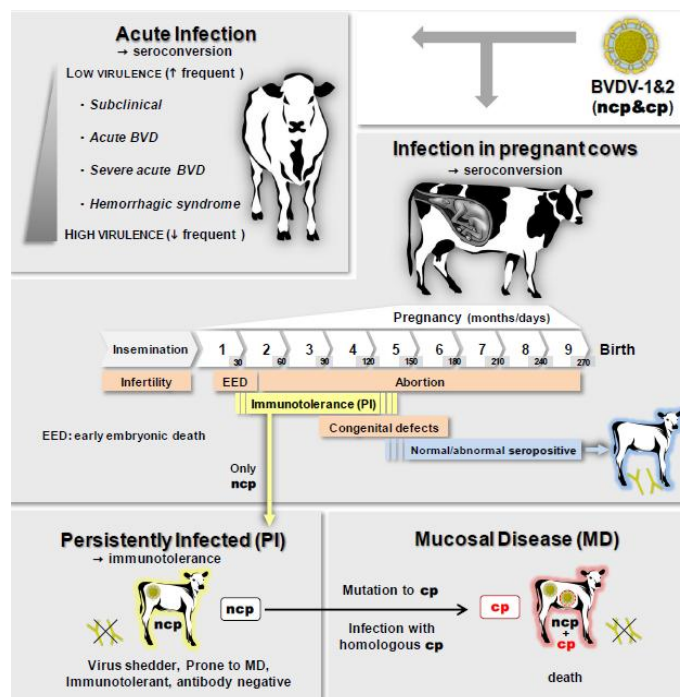 Acute Infection
→ seroconversion
LOW VIRULENCE (↑ frequent )
· Subclinical
· Acute BVD
· Severe acute BVD
· Hemorrhagic syndrome
HIGH VIRULENCE (↓ frequent )
BVDV-1&2
(ncp&cp)
Infection in pregnant cows
→ seroconversion
Pregnancy (months/days)
Insemination 1 2 3 4 5 6 7 8 9 Birth
30 60 90 120 150 180 210 240 270
Infertility EED Abortion
Immunotolerance (PI)
Congenital defects
EED: early embryonic death
Normal/abnormal seropositive
Only
ncp
Persistently Infected (PI)
→ immunotolerance
ncp
ncp
Virus shedder, Prone to MD,
Immunotolerant, antibody negative
Mucosal Disease (MD)
Mutation to cp
Infection with
homologous cp
cp
ncp
+
cp
death